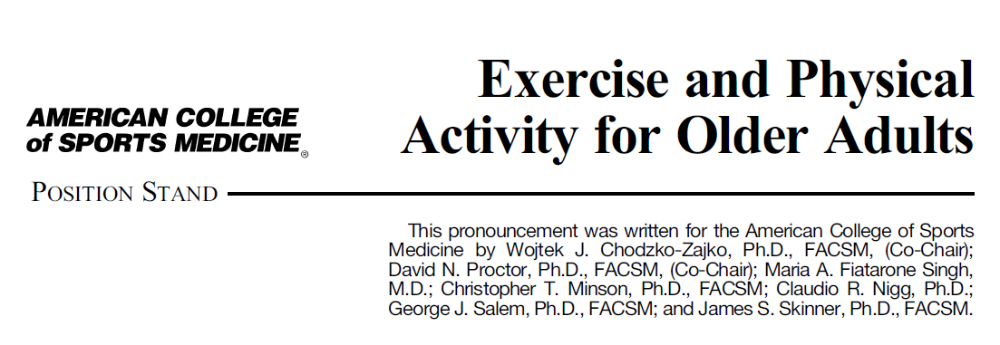 Exercise and Physical
Activity for Older Adults
AMERICAN COLLEGE
of SPORTS MEDICINE®
POSITION STAND
This pronouncement was written for the American College of Sports
Medicine by Wojtek J. Chodzko-Zajko, Ph.D., FACSM, (Co-Chair);
David N. Proctor, Ph.D., FACSM, (Co-Chair); Maria A. Fiatarone Singh,
M.D.; Christopher T. Minson, Ph.D., FACSM; Claudio R. Nigg, Ph.D.;
George J. Salem, Ph.D., FACSM; and James S. Skinner, Ph.D., FACSM.